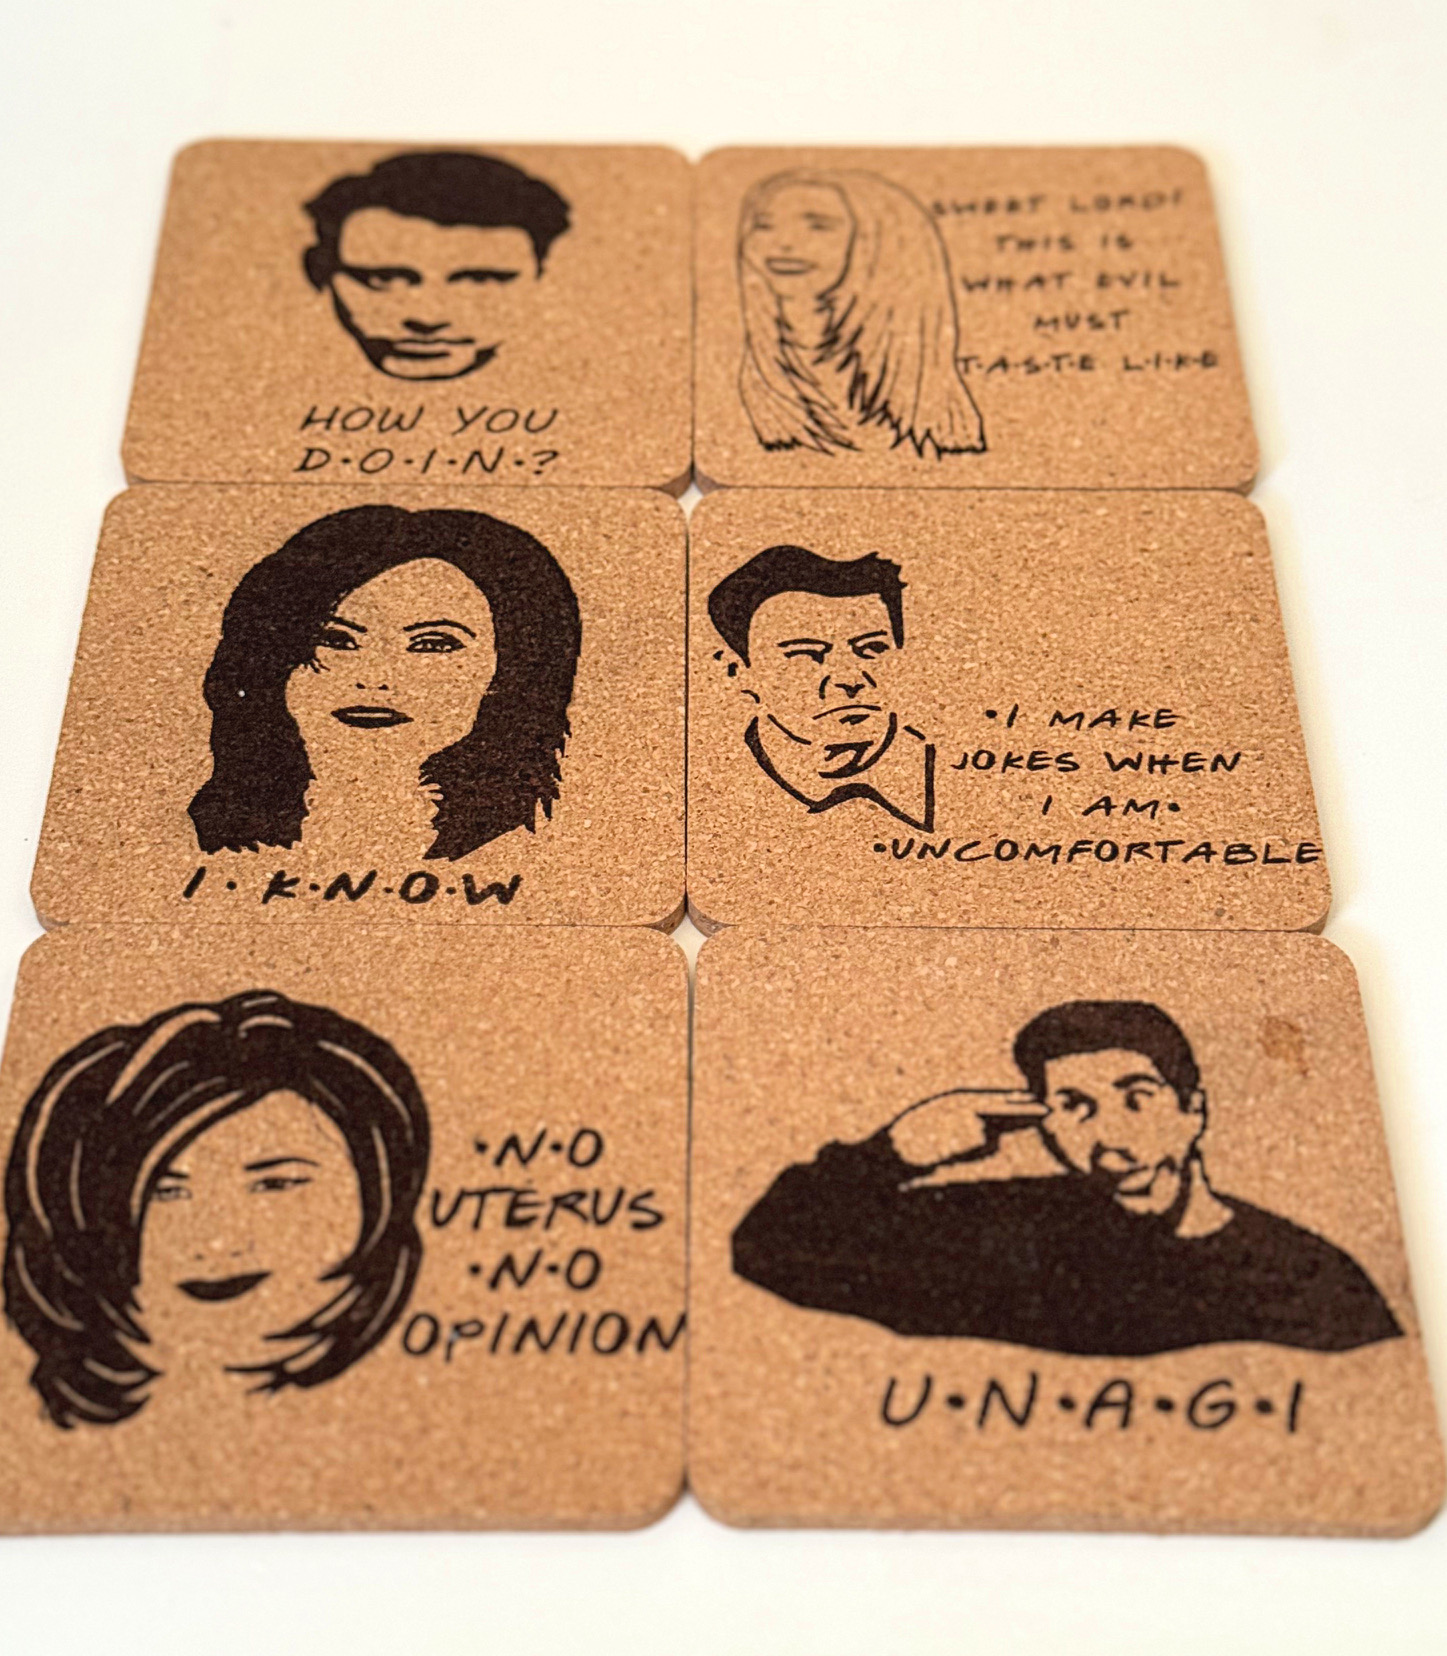 HOW YOU
D·O·I·N·?
SWEET LORD!
THIS IS
WHAT EVIL
MUST
T·A·S·T·E L·I·K·E
I · K·N·O·W
·I MAKE
JOKES WHEN
I AM·
·UNCOMFORTABLE
·N·O
UTERUS
·N·O
OPINION
U·N·A·G·I